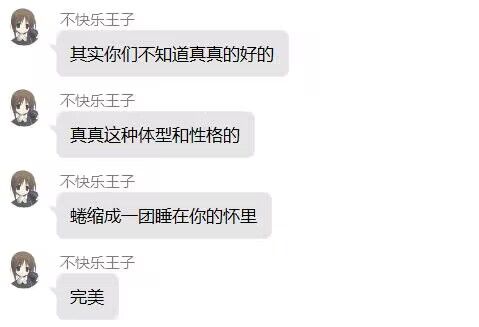 不快乐王子
其实你们不知道真真的好的
不快乐王子
真真这种体型和性格的
不快乐王子
蜷缩成一团睡在你的怀里
不快乐王子
完美